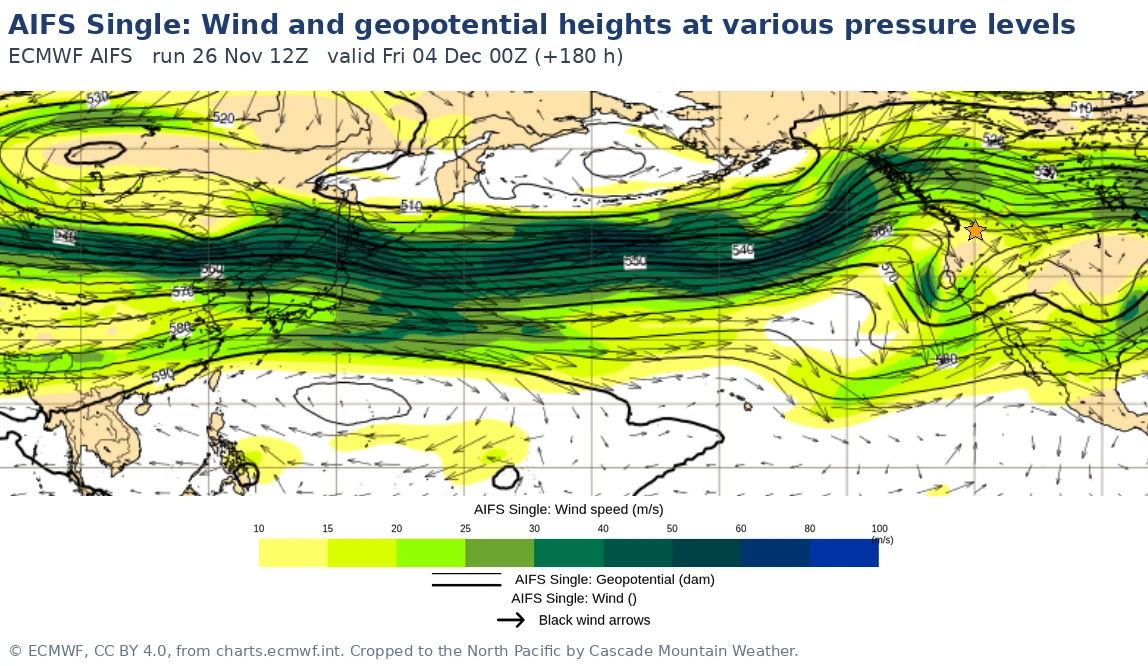 AIFS Single: Wind and geopotential heights at various pressure levels
ECMWF AIFS run 26 Nov 12Z valid Fri 04 Dec 00Z (+180 h)
530
520
510
510
530
540
560
570
580
590
550
540
560
570
560
AIFS Single: Wind speed (m/s)
10 15 20 25 30 40 50 60 80 100
(m/s)
AIFS Single: Geopotential (dam)
AIFS Single: Wind ()
Black wind arrows
© ECMWF, CC BY 4.0, from charts.ecmwf.int. Cropped to the North Pacific by Cascade Mountain Weather.